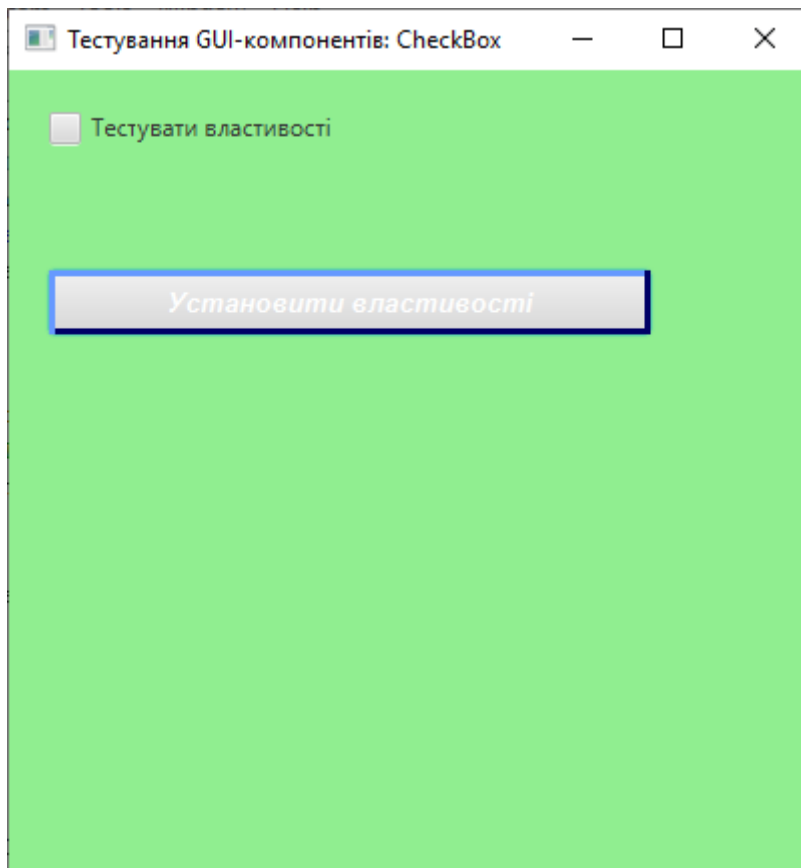 Тестування GUI-компонентів: CheckBox
Тестувати властивості
Установити властивості